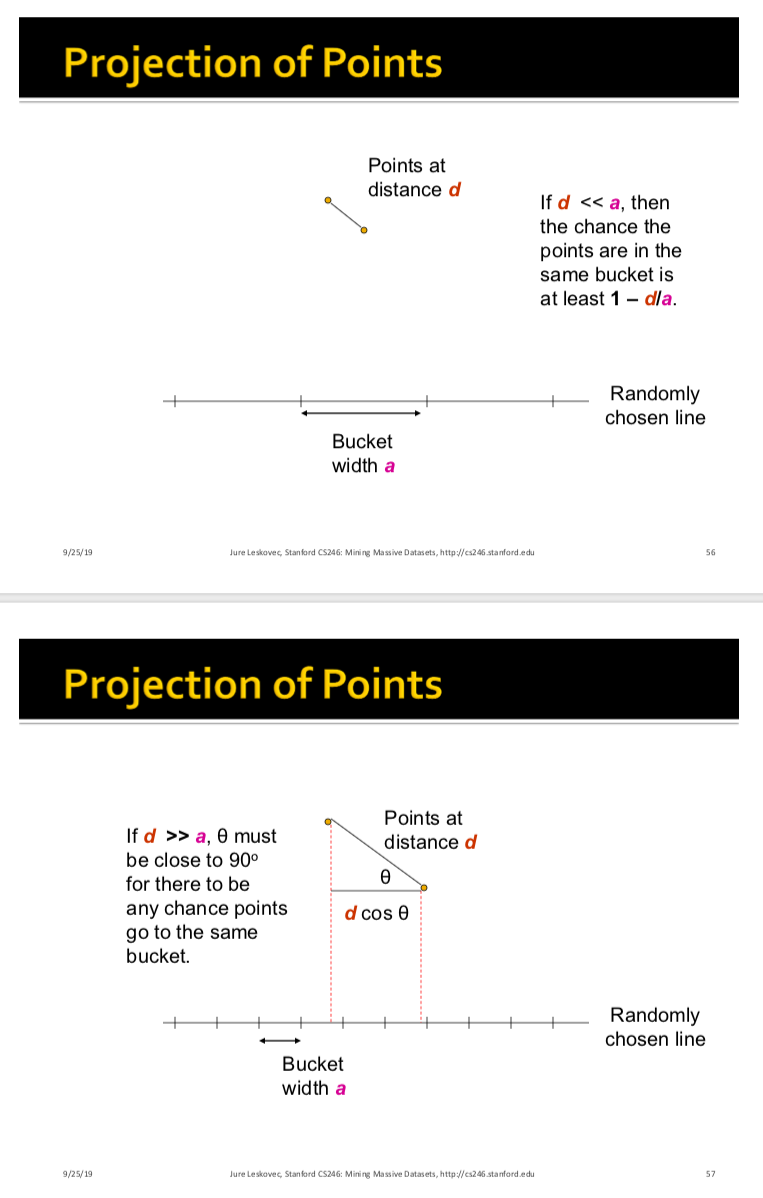 Projection of Points
Points at
distance d
If d << a, then
the chance the
points are in the
same bucket is
at least 1 – d/a.
Randomly
chosen line
Bucket
width a
9/25/19
Jure Leskovec, Stanford CS246: Mining Massive Datasets, http://cs246.stanford.edu
56
Projection of Points
Points at
distance d
If d >> a, θ must
be close to 90o
for there to be
any chance points
go to the same
bucket.
θ
d cos θ
Randomly
chosen line
Bucket
width a
9/25/19
Jure Leskovec, Stanford CS246: Mining Massive Datasets, http://cs246.stanford.edu
57